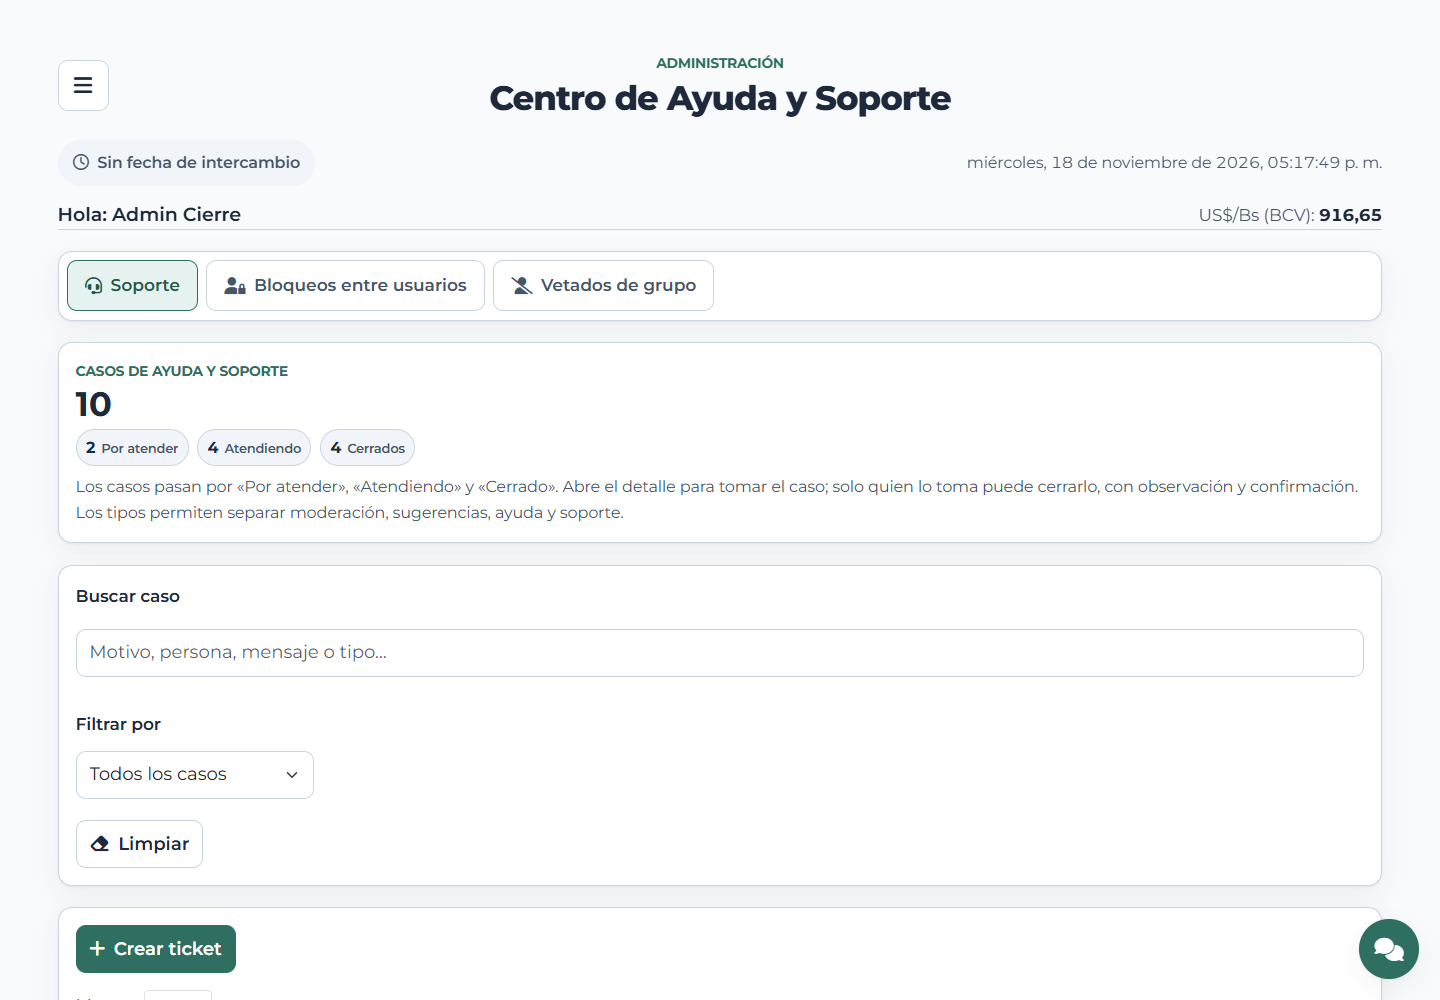 ADMINISTRACIÓN
Centro de Ayuda y Soporte
Sin fecha de intercambio
miércoles, 18 de noviembre de 2026, 05:17:49 p. m.
Hola: Admin Cierre
US$/Bs (BCV): 916,65
Soporte
Bloqueos entre usuarios
Vetados de grupo
CASOS DE AYUDA Y SOPORTE
10
2 Por atender
4 Atendiendo
4 Cerrados
Los casos pasan por «Por atender», «Atendiendo» y «Cerrado». Abre el detalle para tomar el caso; solo quien lo toma puede cerrarlo, con observación y confirmación.
Los tipos permiten separar moderación, sugerencias, ayuda y soporte.
Buscar caso
Motivo, persona, mensaje o tipo...
Filtrar por
Todos los casos
Limpiar
Crear ticket